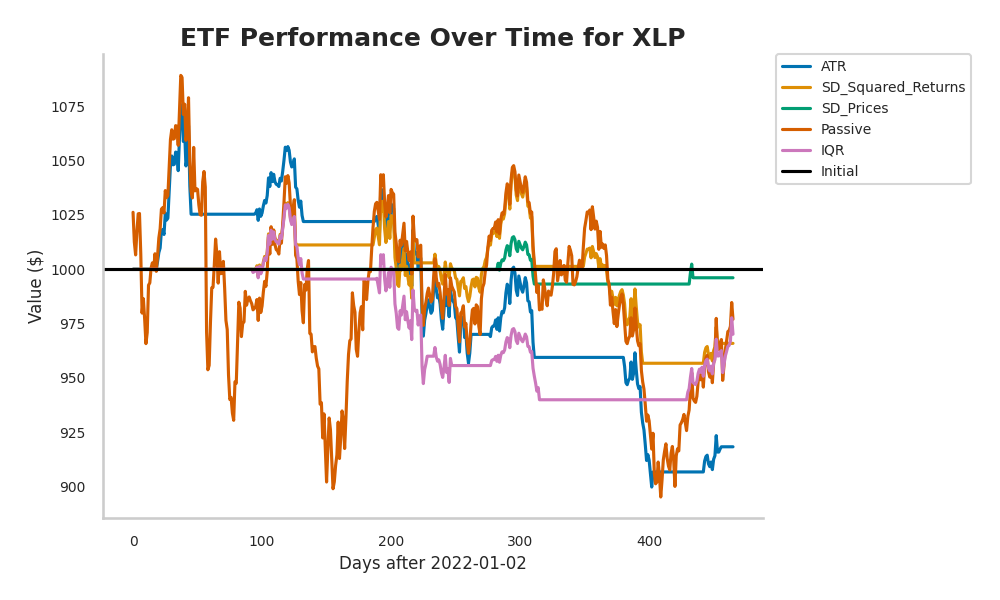 ETF Performance Over Time for XLP
ATR
SD_Squared_Returns
SD_Prices
Passive
IQR
Initial
Value ($)
1075
1050
1025
1000
975
950
925
900
0 100 200 300 400
Days after 2022-01-02